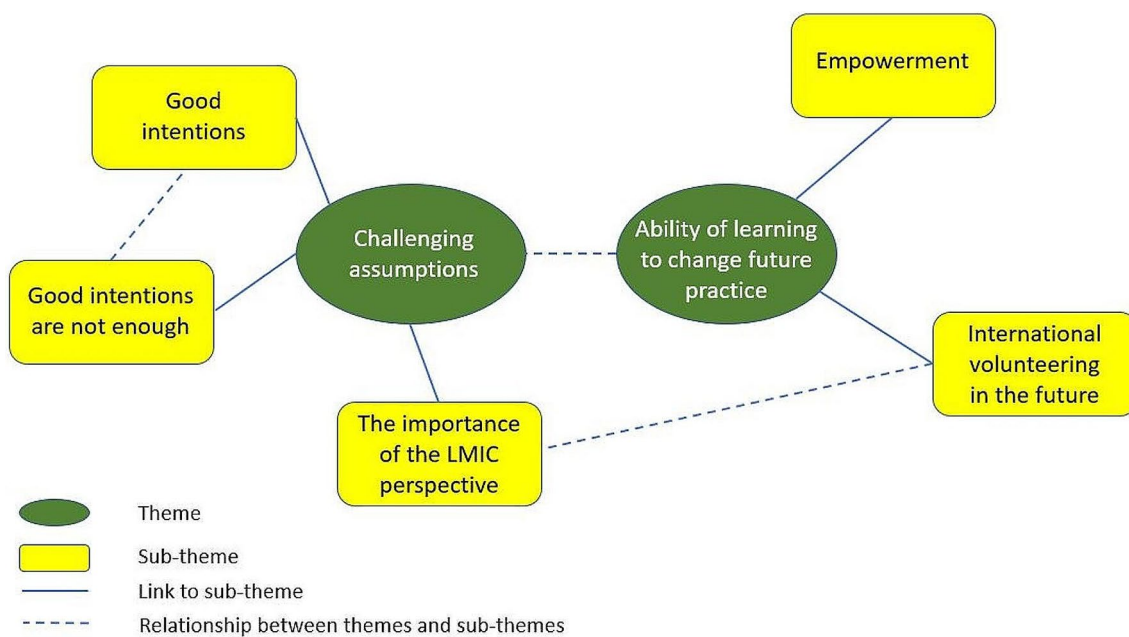 Empowerment
Good
intentions
Challenging
assumptions
Ability of learning
to change future
practice
Good intentions
are not enough
International
volunteering
in the future
The importance
of the LMIC
perspective
Theme
Sub-theme
Link to sub-theme
Relationship between themes and sub-themes